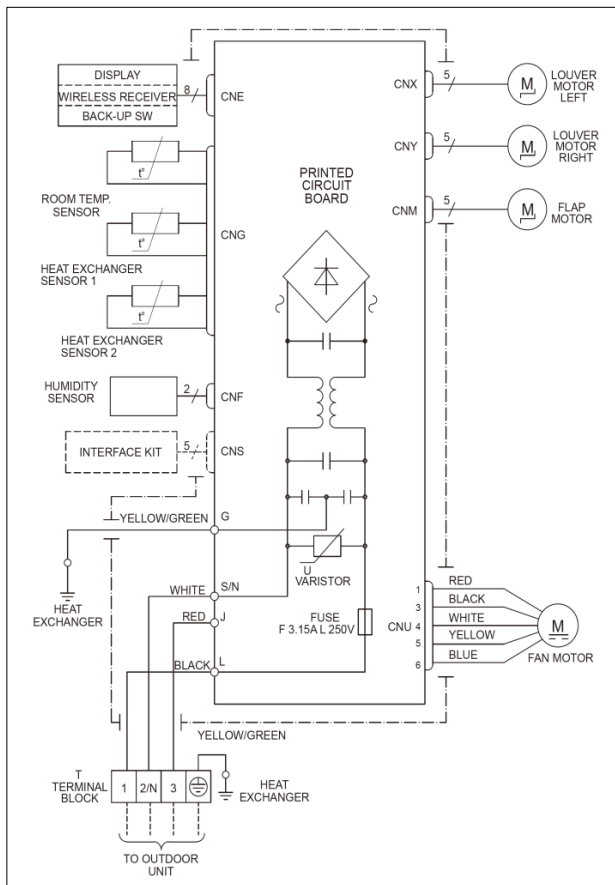 DISPLAY
WIRELESS RECEIVER
BACK-UP SW
8
CNE
t°
ROOM TEMP.
SENSOR
t°
HEAT EXCHANGER
SENSOR 1
t°
HEAT EXCHANGER
SENSOR 2
CNG
HUMIDITY
SENSOR
2
CNF
INTERFACE KIT
5
CNS
PRINTED
CIRCUIT
BOARD
CNX
5
M
LOUVER
MOTOR
LEFT
CNY
5
M
LOUVER
MOTOR
RIGHT
CNM
5
M
FLAP
MOTOR
YELLOW/GREEN
G
HEAT
EXCHANGER
U
VARISTOR
WHITE
S/N
RED
J
BLACK
L
FUSE
F 3.15A L 250V
CNU
1
3
4
5
6
RED
BLACK
WHITE
YELLOW
BLUE
M
FAN MOTOR
YELLOW/GREEN
T
TERMINAL
BLOCK
1
2/N
3
HEAT
EXCHANGER
TO OUTDOOR
UNIT